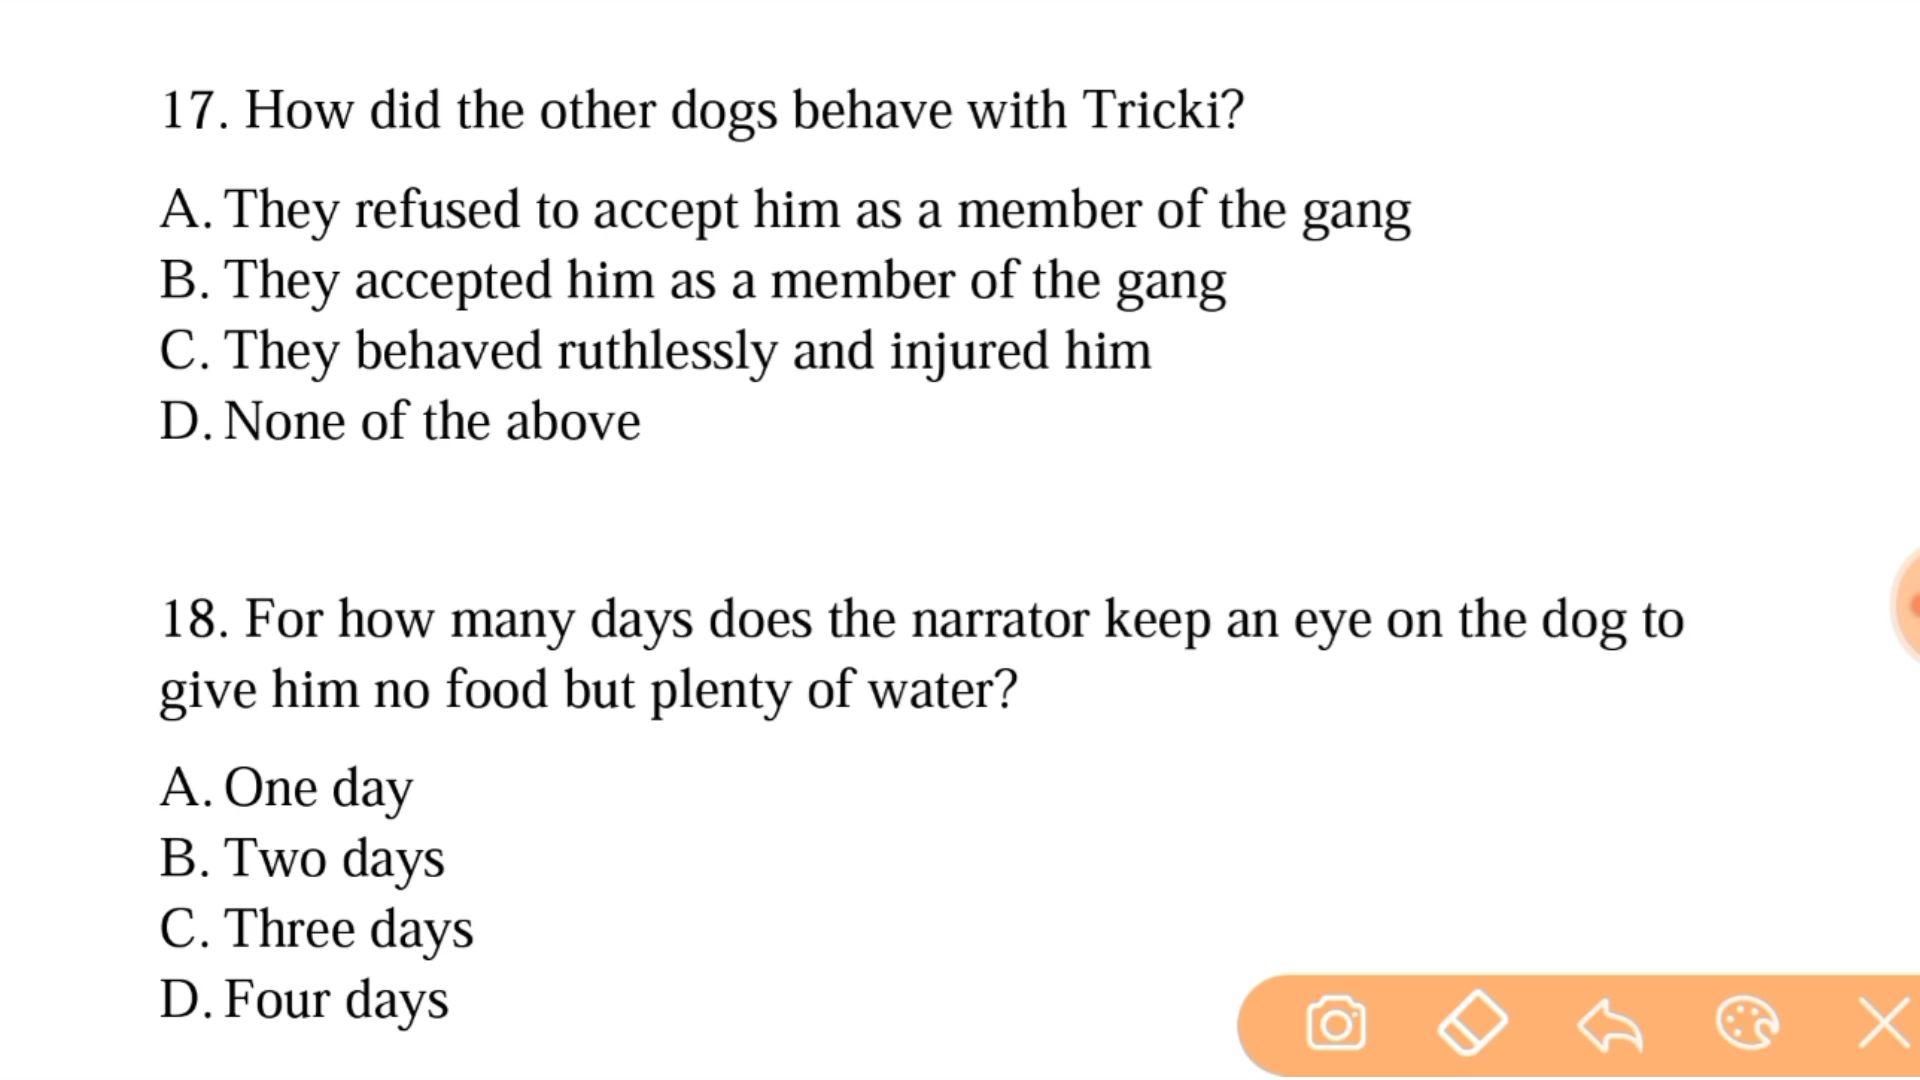 17. How did the other dogs behave with Tricki?
A. They refused to accept him as a member of the gang
B. They accepted him as a member of the gang
C. They behaved ruthlessly and injured him
D. None of the above
18. For how many days does the narrator keep an eye on the dog to
give him no food but plenty of water?
A. One day
B. Two days
C. Three days
D. Four days